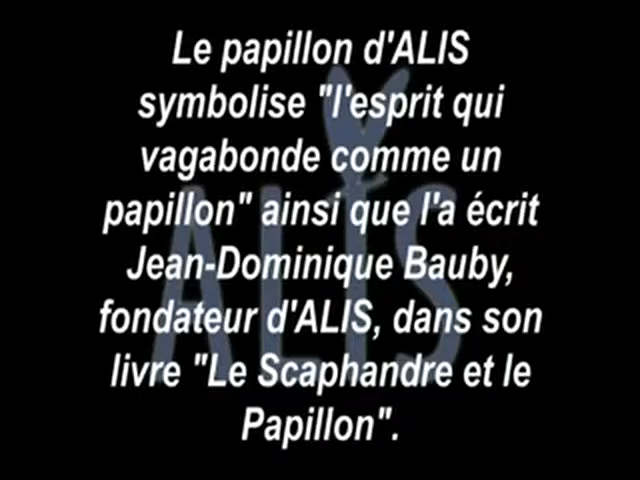 Le papillon d'ALIS
symbolise "l'esprit qui
vagabonde comme un
papillon" ainsi que l'a écrit
Jean-Dominique Bauby,
fondateur d'ALIS, dans son
livre "Le Scaphandre et le
Papillon".
ALIS